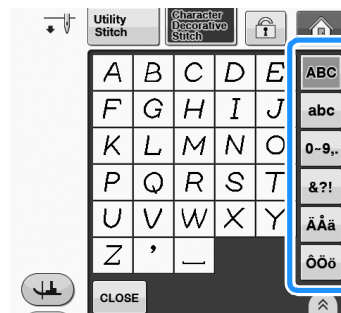 Utility Stitch
Character Decorative Stitch
A B C D E
F G H I J
K L M N O
P Q R S T
U V W X Y
Z ’ _
ABC
abc
0~9,.
&?!
ÄÅä
ÔÖö
CLOSE